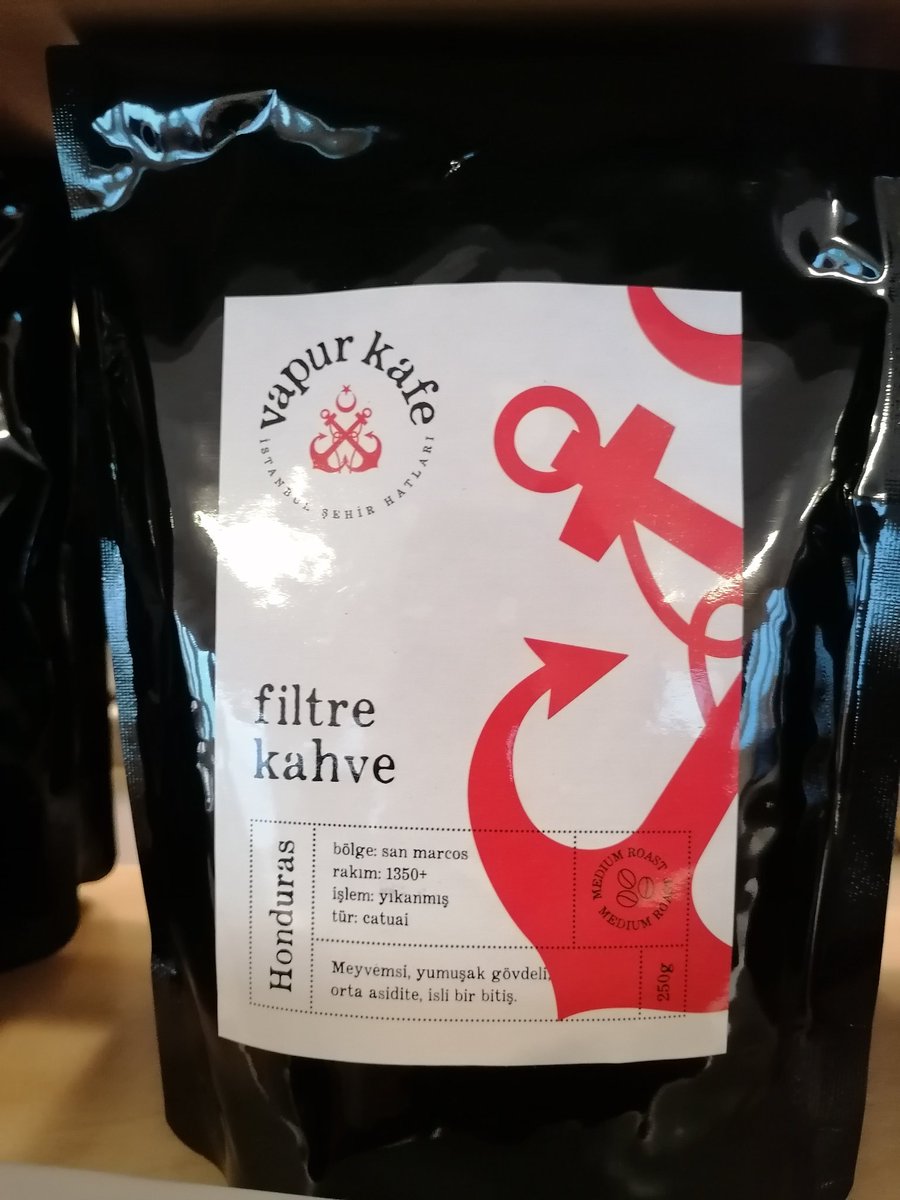 vapur kafe
İSTANBUL ŞEHİR HATLARI
filtre
kahve
Honduras
bölge: san marcos
rakım: 1350+
işlem: yıkanmış
tür: catuai
MEDIUM ROAST
MEDIUM ROAST
Meyvemsi, yumuşak gövdeli,
orta asidite, isli bir bitiş.
250g